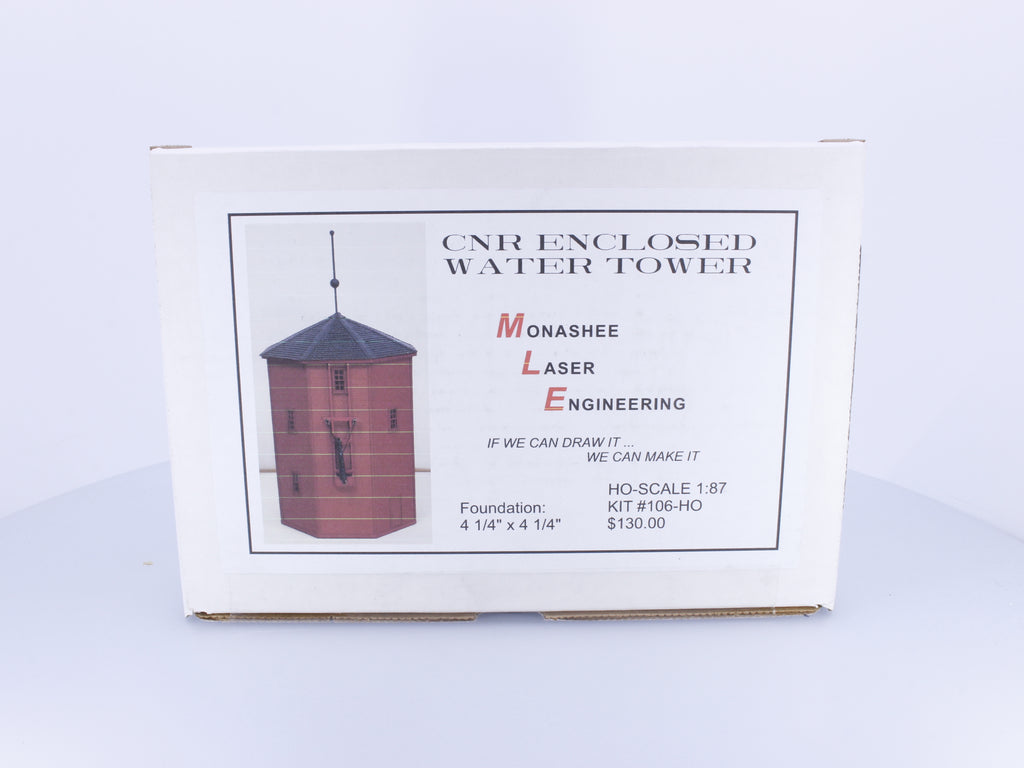 CNR ENCLOSED
WATER TOWER
MONASHEE
LASER
ENGINEERING
IF WE CAN DRAW IT ...
WE CAN MAKE IT
Foundation:
4 1/4" x 4 1/4"
HO-SCALE 1:87
KIT #106-HO
$130.00